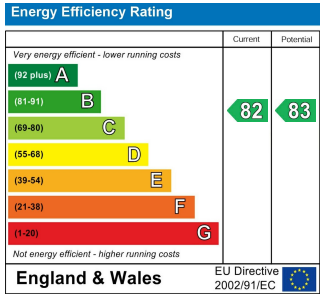 Energy Efficiency Rating
Current Potential
Very energy efficient - lower running costs
(92 plus) A
(81-91) B
82 83
(69-80) C
(55-68) D
(39-54) E
(21-38) F
(1-20) G
Not energy efficient - higher running costs
England & Wales
EU Directive
2002/91/EC